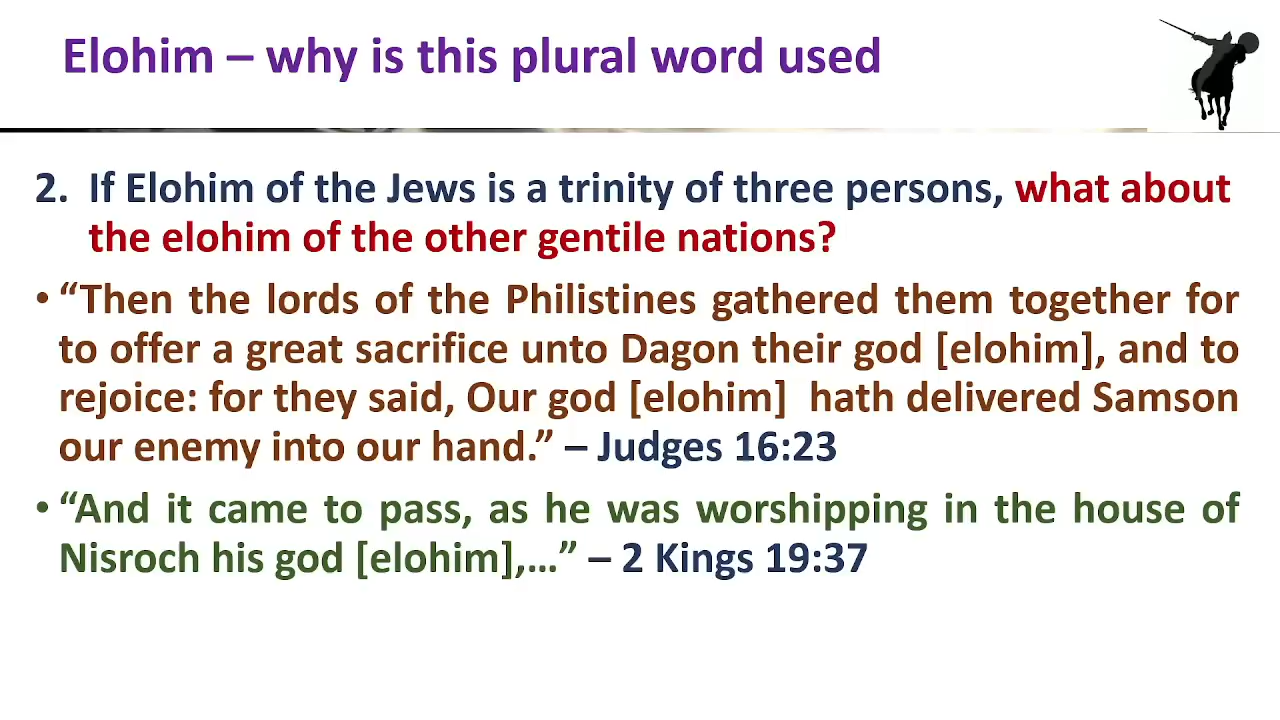 Elohim – why is this plural word used
2. If Elohim of the Jews is a trinity of three persons, what about
the elohim of the other gentile nations?
• “Then the lords of the Philistines gathered them together for
to offer a great sacrifice unto Dagon their god [elohim], and to
rejoice: for they said, Our god [elohim]  hath delivered Samson
our enemy into our hand.” – Judges 16:23
• “And it came to pass, as he was worshipping in the house of
Nisroch his god [elohim],...” – 2 Kings 19:37